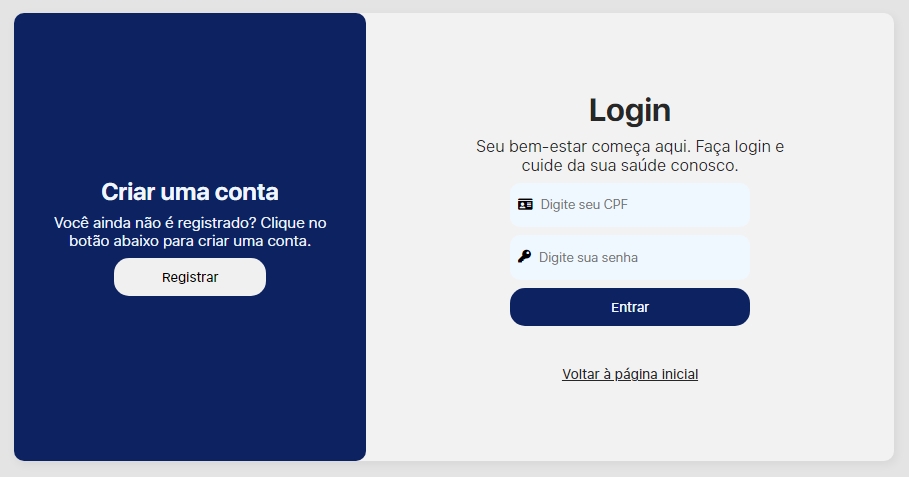 Criar uma conta
Você ainda não é registrado? Clique no
botão abaixo para criar uma conta.
Registrar
Login
Seu bem-estar começa aqui. Faça login e
cuide da sua saúde conosco.
Digite seu CPF
Digite sua senha
Entrar
Voltar à página inicial